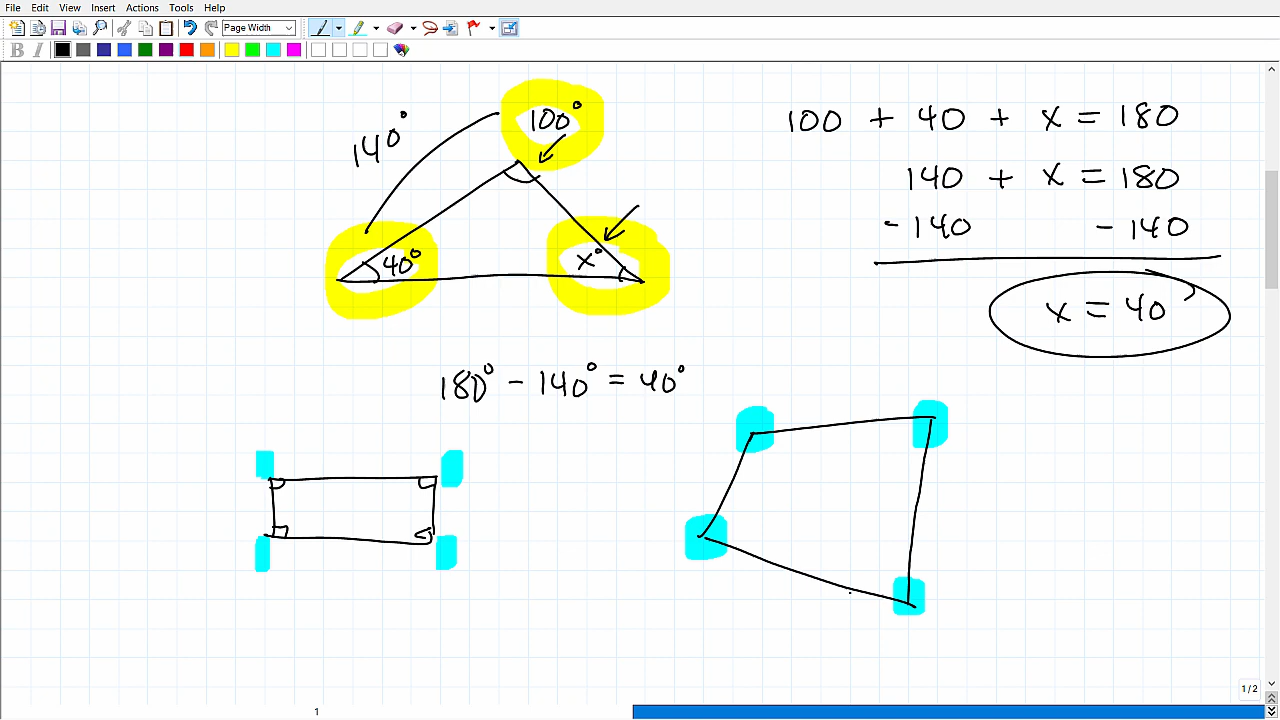 File Edit View Insert Actions Tools Help
Page Width
B I
100°
140°
40°
x°
100 + 40 + x = 180
140 + x = 180
- 140 - 140
x = 40
180° - 140° = 40°
1/2
1